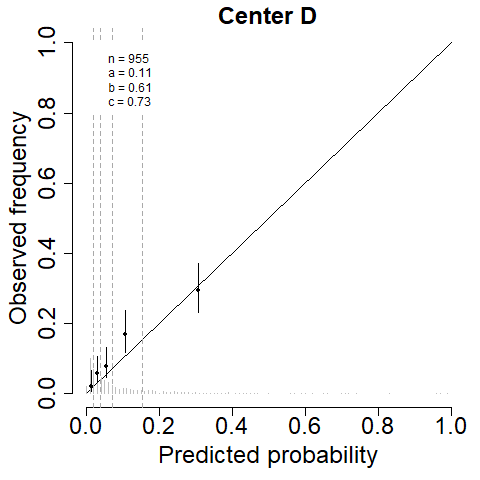 Center D
n = 955
a = 0.11
b = 0.61
c = 0.73
Observed frequency
1.0
0.8
0.6
0.4
0.2
0.0
0.0 0.2 0.4 0.6 0.8 1.0
Predicted probability